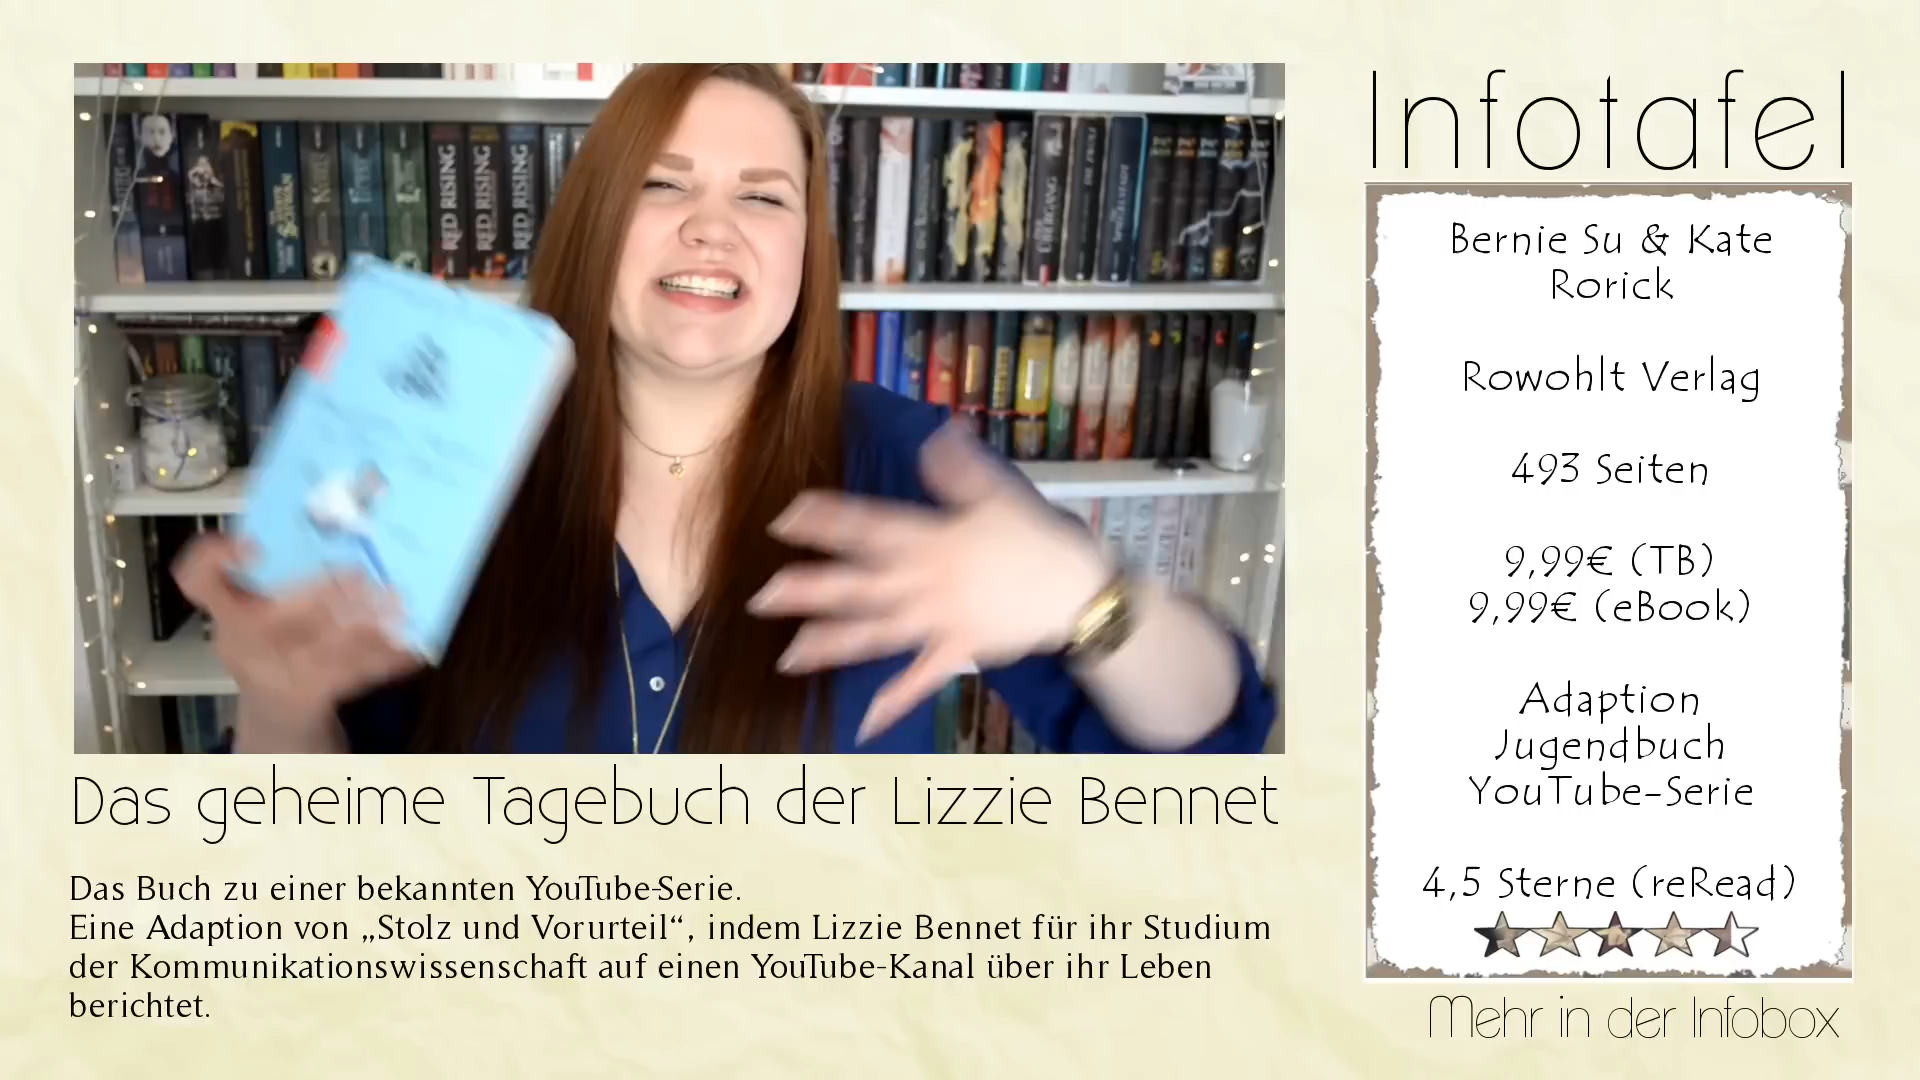 RED RISING
RED RISING
RED RISING
Das geheime Tagebuch der Lizzie Bennet
Das Buch zu einer bekannten YouTube-Serie.
Eine Adaption von „Stolz und Vorurteil“, indem Lizzie Bennet für ihr Studium
der Kommunikationswissenschaft auf einen YouTube-Kanal über ihr Leben
berichtet.
Infotafel
Bernie Su & Kate
Rorick
Rowohlt Verlag
493 Seiten
9,99€ (TB)
9,99€ (eBook)
Adaption
Jugendbuch
YouTube-Serie
4,5 Sterne (reRead)
Mehr in der Infobox